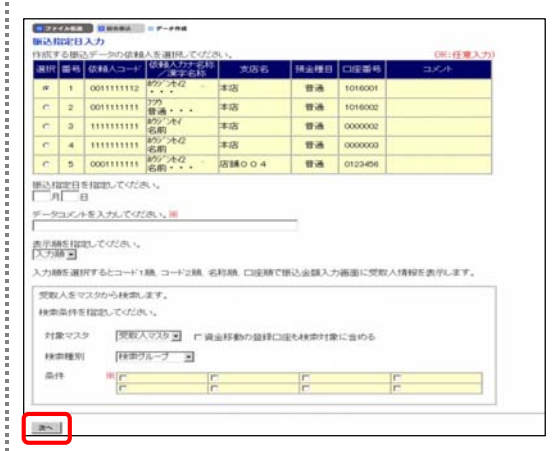 ファイル伝送 総合振込 データ作成
振込指定日入力
作成する振込データの依頼人を選択してください。 (※:任意入力)
選択 番号 依頼人コード 依頼人カナ名称/漢字名称 支店名 預金種目 口座番号 コメント
1 0011111112 ・・・ 本店 普通 1016001
2 0011111111 普通・・・ 本店 普通 1016002
3 1111111111 名前 本店 普通 0000002
4 1111111111 名前 本店 普通 0000003
5 0001111111 名前・・・ 店舗004 普通 0123456
振込指定日を指定してください。
月 日
データコメントを入力してください。※
表示順を指定してください。
入力順
入力順を選択するとコード1順、コード2順、名称順、口座順で振込金額入力画面に受取人情報を表示します。
受取人をマスタから検索します。
検索条件を指定してください。
対象マスタ 受取人マスタ 資金移動の登録口座も検索対象に含める
検索種別 検索グループ
条件 ※
次へ